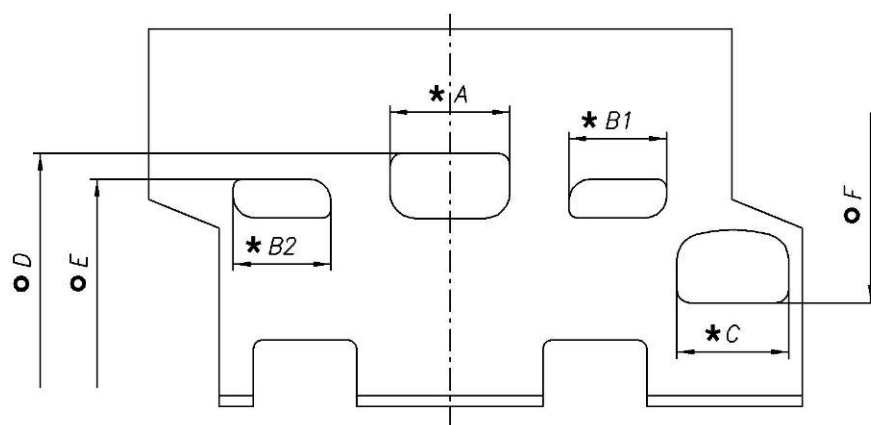 ★ A
★ B1
★ B2
★ C
o D
o E
o F